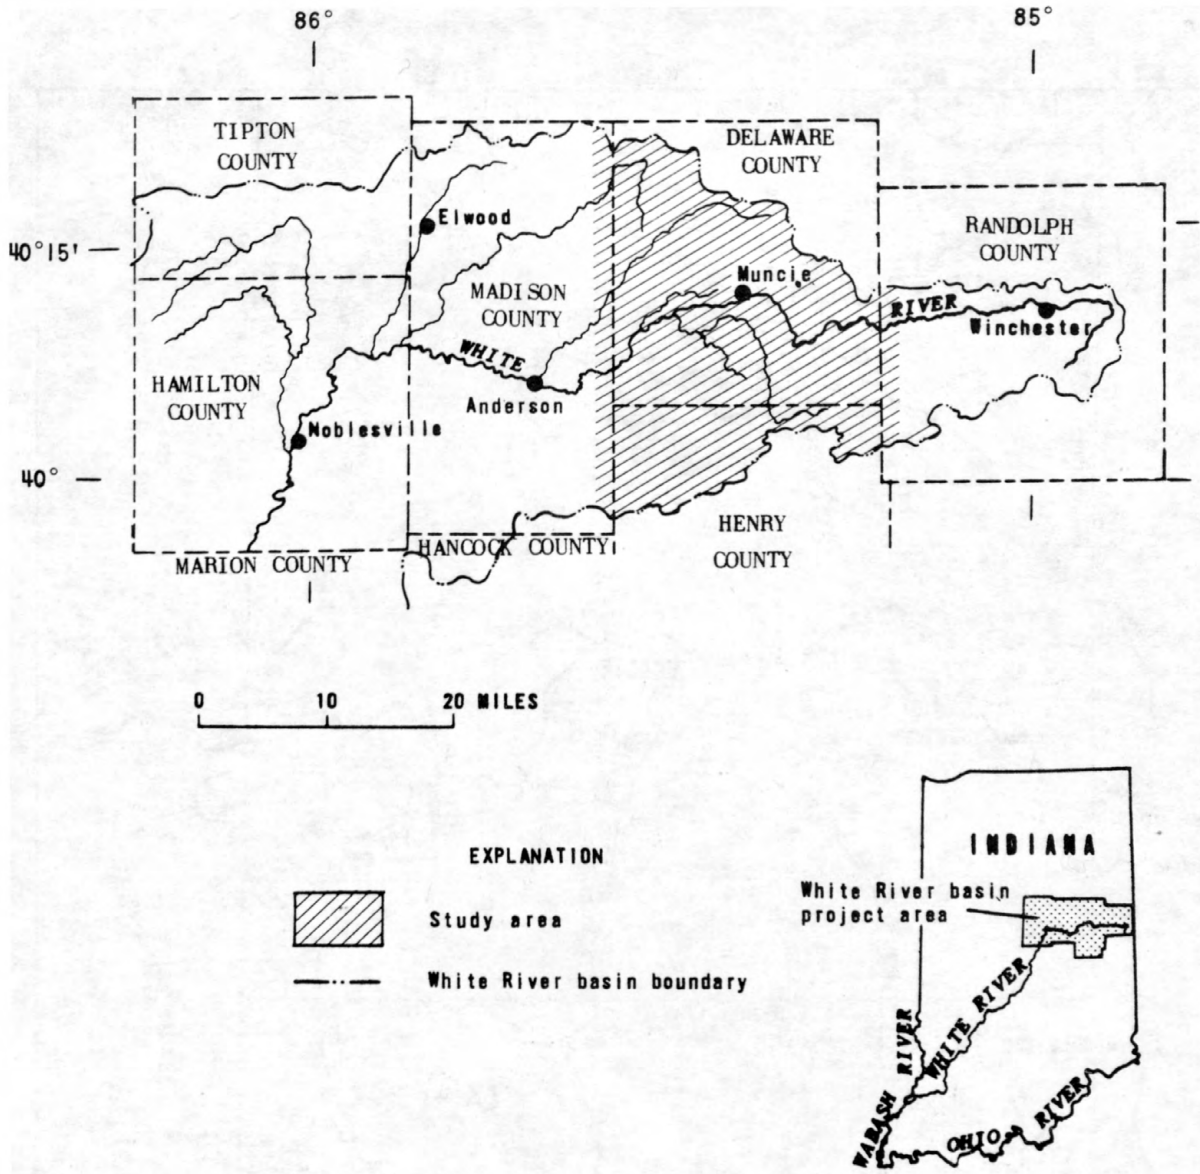 86°
85°
TIPTON
COUNTY
DELAWARE
COUNTY
Elwood
RANDOLPH
COUNTY
40°15'
Muncie
MADISON
COUNTY
RIVER
Winchester
WHITE
HAMILTON
COUNTY
Anderson
Noblesville
40°
HENRY
COUNTY
HANCOCK COUNTY
MARION COUNTY
0 10 20 MILES
EXPLANATION
Study area
White River basin boundary
INDIANA
White River basin
project area
WHITE RIVER
WABASH RIVER
OHIO RIVER